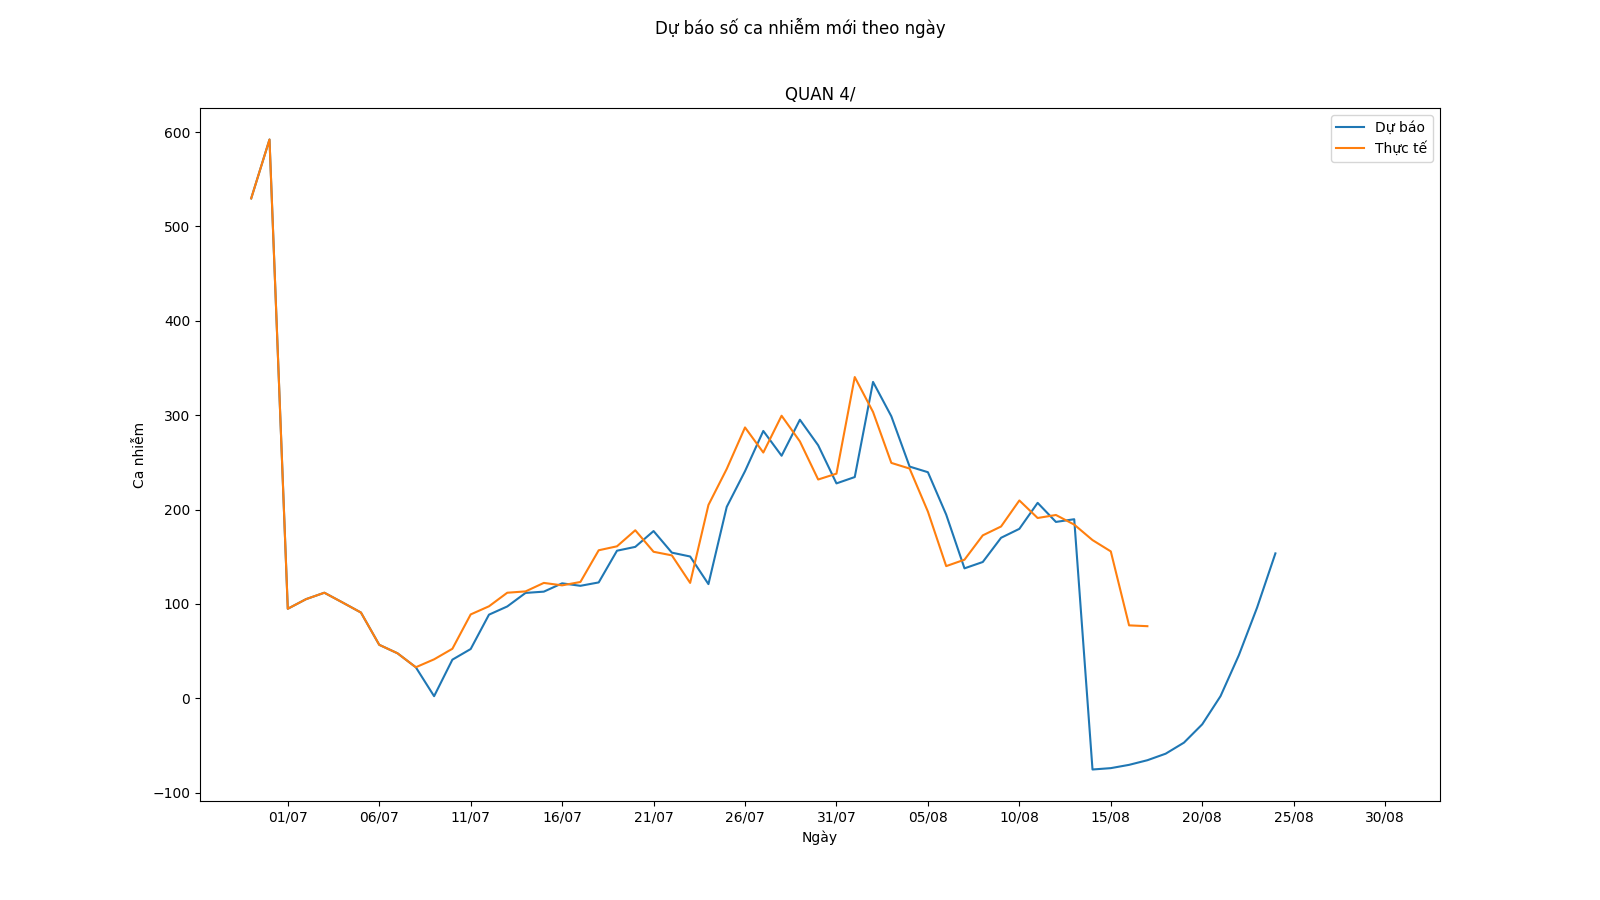 Dự báo số ca nhiễm mới theo ngày
QUAN 4/
Dự báo
Thực tế
600
500
400
300
200
100
0
−100
Ca nhiễm
01/07 06/07 11/07 16/07 21/07 26/07 31/07 05/08 10/08 15/08 20/08 25/08 30/08
Ngày